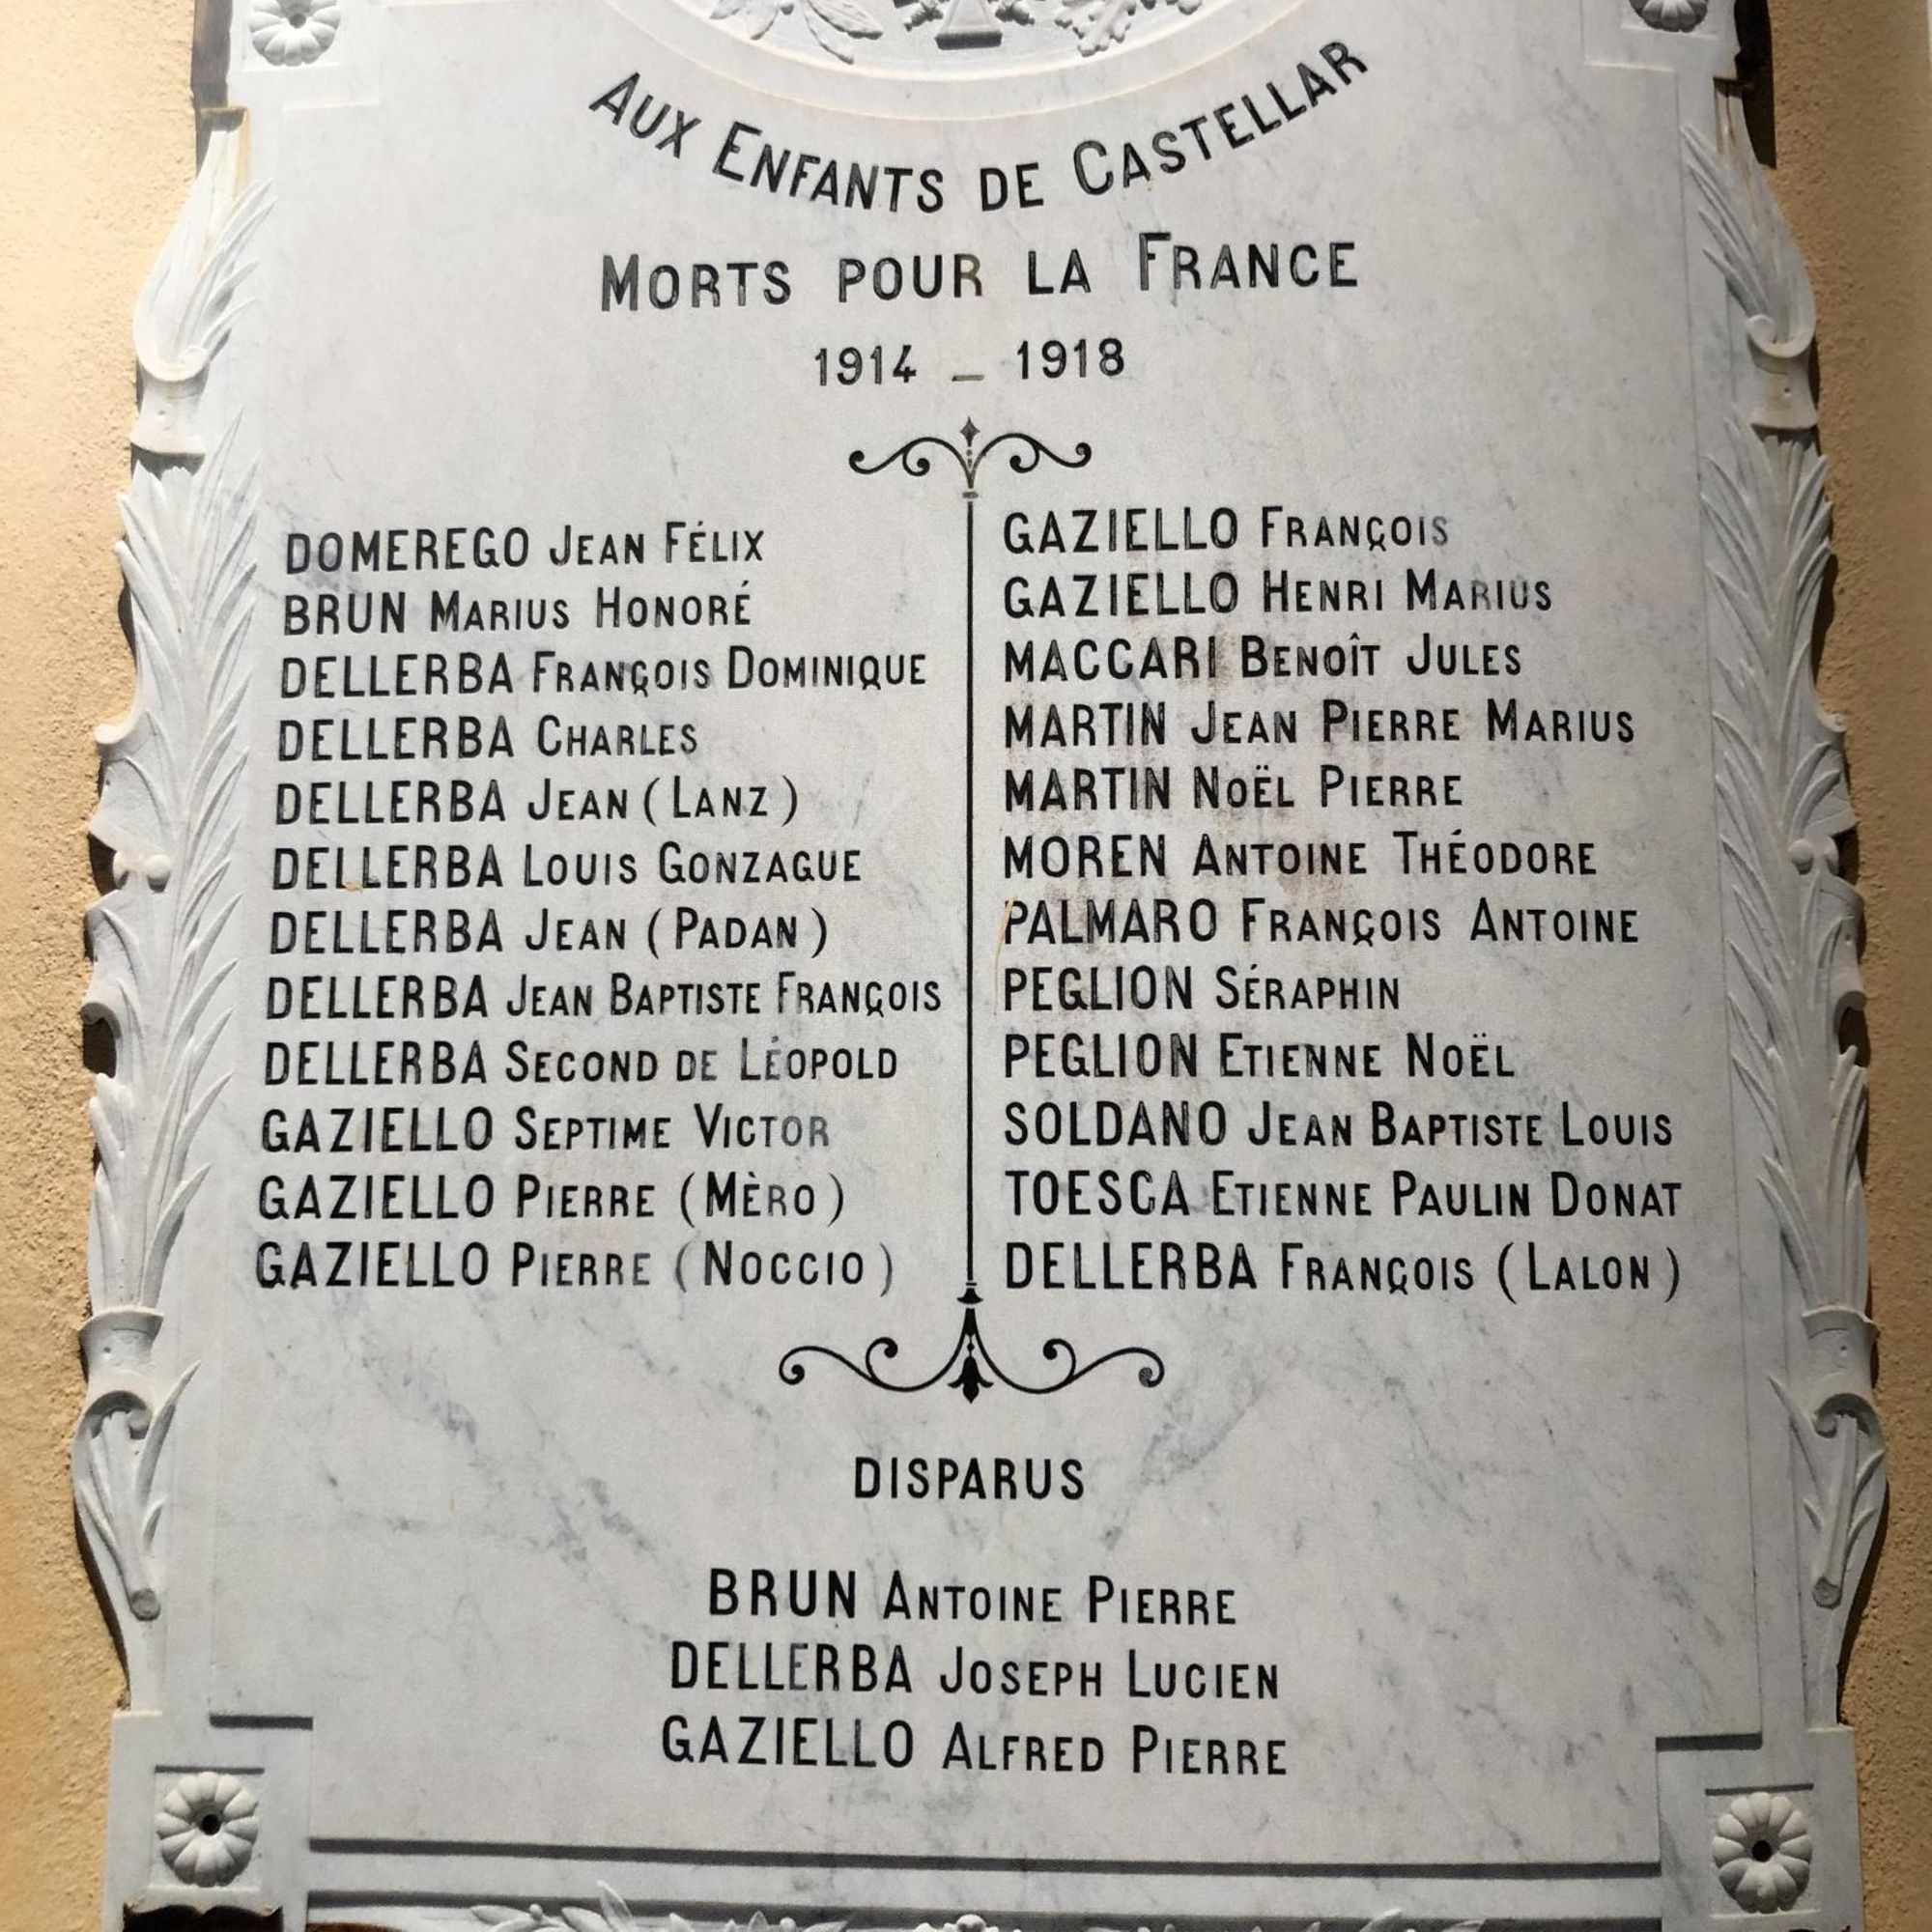 AUX ENFANTS DE CASTELLAR
MORTS POUR LA FRANCE
1914 _ 1918
DOMEREGO JEAN FÉLIX
BRUN MARIUS HONORÉ
DELLERBA FRANÇOIS DOMINIQUE
DELLERBA CHARLES
DELLERBA JEAN (LANZ)
DELLERBA LOUIS GONZAGUE
DELLERBA JEAN (PADAN)
DELLERBA JEAN BAPTISTE FRANÇOIS
DELLERBA SECOND DE LÉOPOLD
GAZIELLO SEPTIME VICTOR
GAZIELLO PIERRE (MÈRO)
GAZIELLO PIERRE (NOCCIO)
GAZIELLO FRANÇOIS
GAZIELLO HENRI MARIUS
MACCARI BENOÎT JULES
MARTIN JEAN PIERRE MARIUS
MARTIN NOËL PIERRE
MOREN ANTOINE THÉODORE
PALMARO FRANÇOIS ANTOINE
PEGLION SÉRAPHIN
PEGLION ETIENNE NOËL
SOLDANO JEAN BAPTISTE LOUIS
TOESCA ETIENNE PAULIN DONAT
DELLERBA FRANÇOIS (LALON)
DISPARUS
BRUN ANTOINE PIERRE
DELLERBA JOSEPH LUCIEN
GAZIELLO ALFRED PIERRE